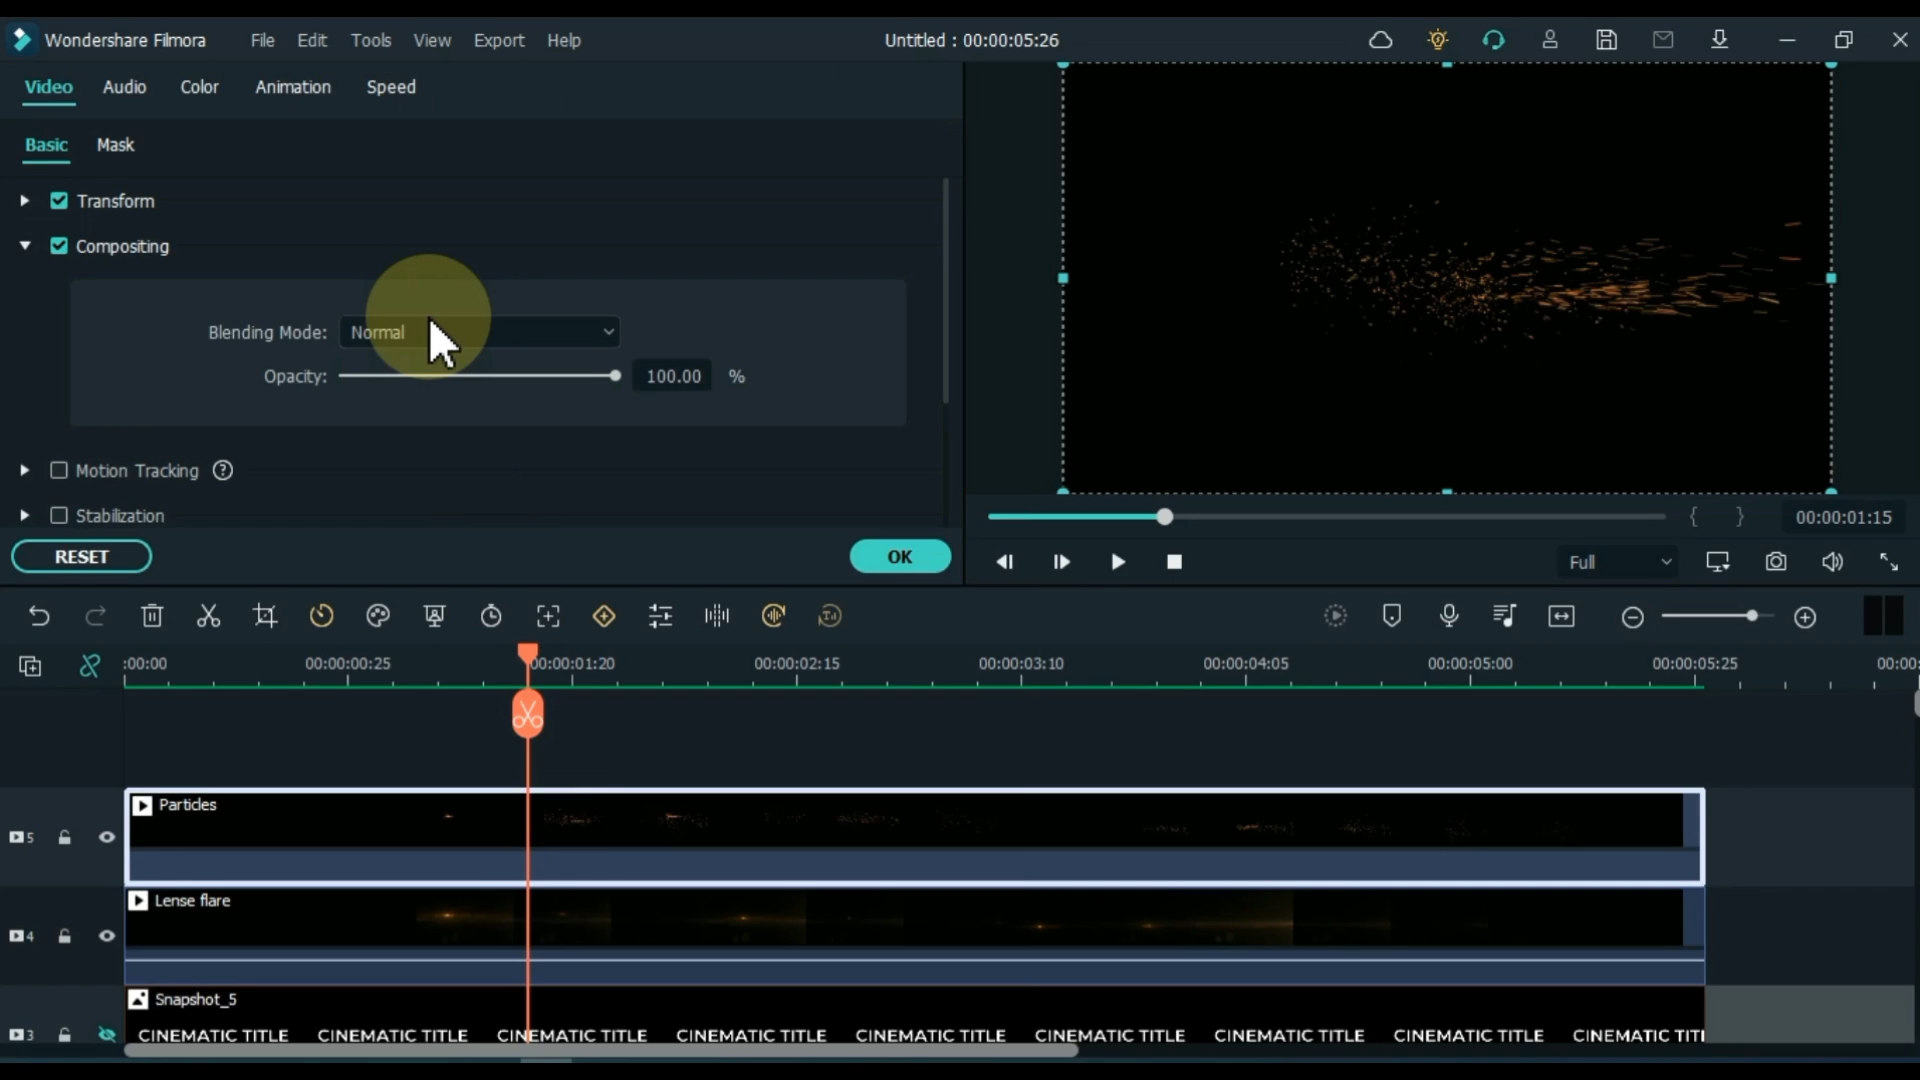 Wondershare Filmora File Edit Tools View Export Help Untitled : 00:00:05:26
Video Audio Color Animation Speed
Basic Mask
Transform
Compositing
Blending Mode: Normal
Opacity: 100.00 %
Motion Tracking ?
Stabilization
RESET OK
{ } 00:00:01:15
Full
:00:00 00:00:00:25 00:00:01:20 00:00:02:15 00:00:03:10 00:00:04:05 00:00:05:00 00:00:05:25 00:00:
Particles
5
Lense flare
4
Snapshot_5
3 CINEMATIC TITLE CINEMATIC TITLE CINEMATIC TITLE CINEMATIC TITLE CINEMATIC TITLE CINEMATIC TITLE CINEMATIC TITLE CINEMATIC TITLE CINEMATIC TITL